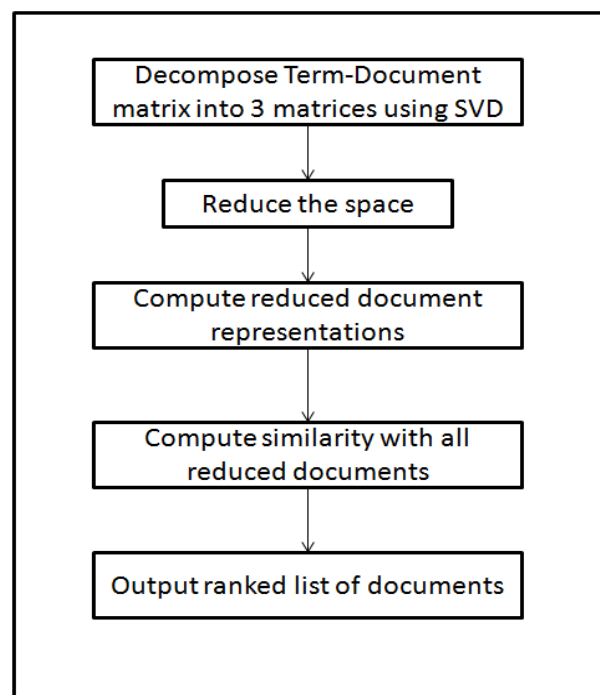 Decompose Term-Document
matrix into 3 matrices using SVD
Reduce the space
Compute reduced document
representations
Compute similarity with all
reduced documents
Output ranked list of documents